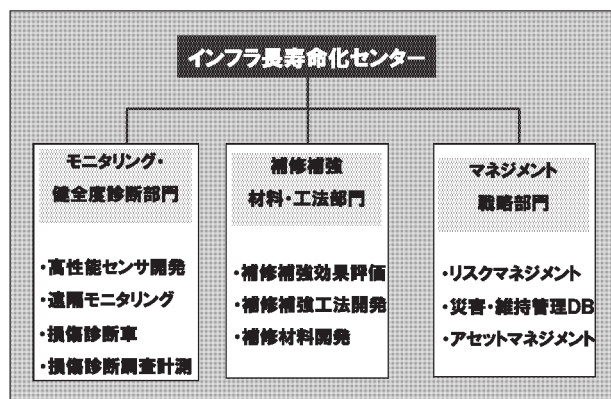 インフラ長寿命化センター
モニタリング・
健全度診断部門
・高性能センサ開発
・遠隔モニタリング
・損傷診断車
・損傷診断調査計測
補修補強
材料・工法部門
・補修補強効果評価
・補修補強工法開発
・補修材料開発
マネジメント
戦略部門
・リスクマネジメント
・災害・維持管理DB
・アセットマネジメント